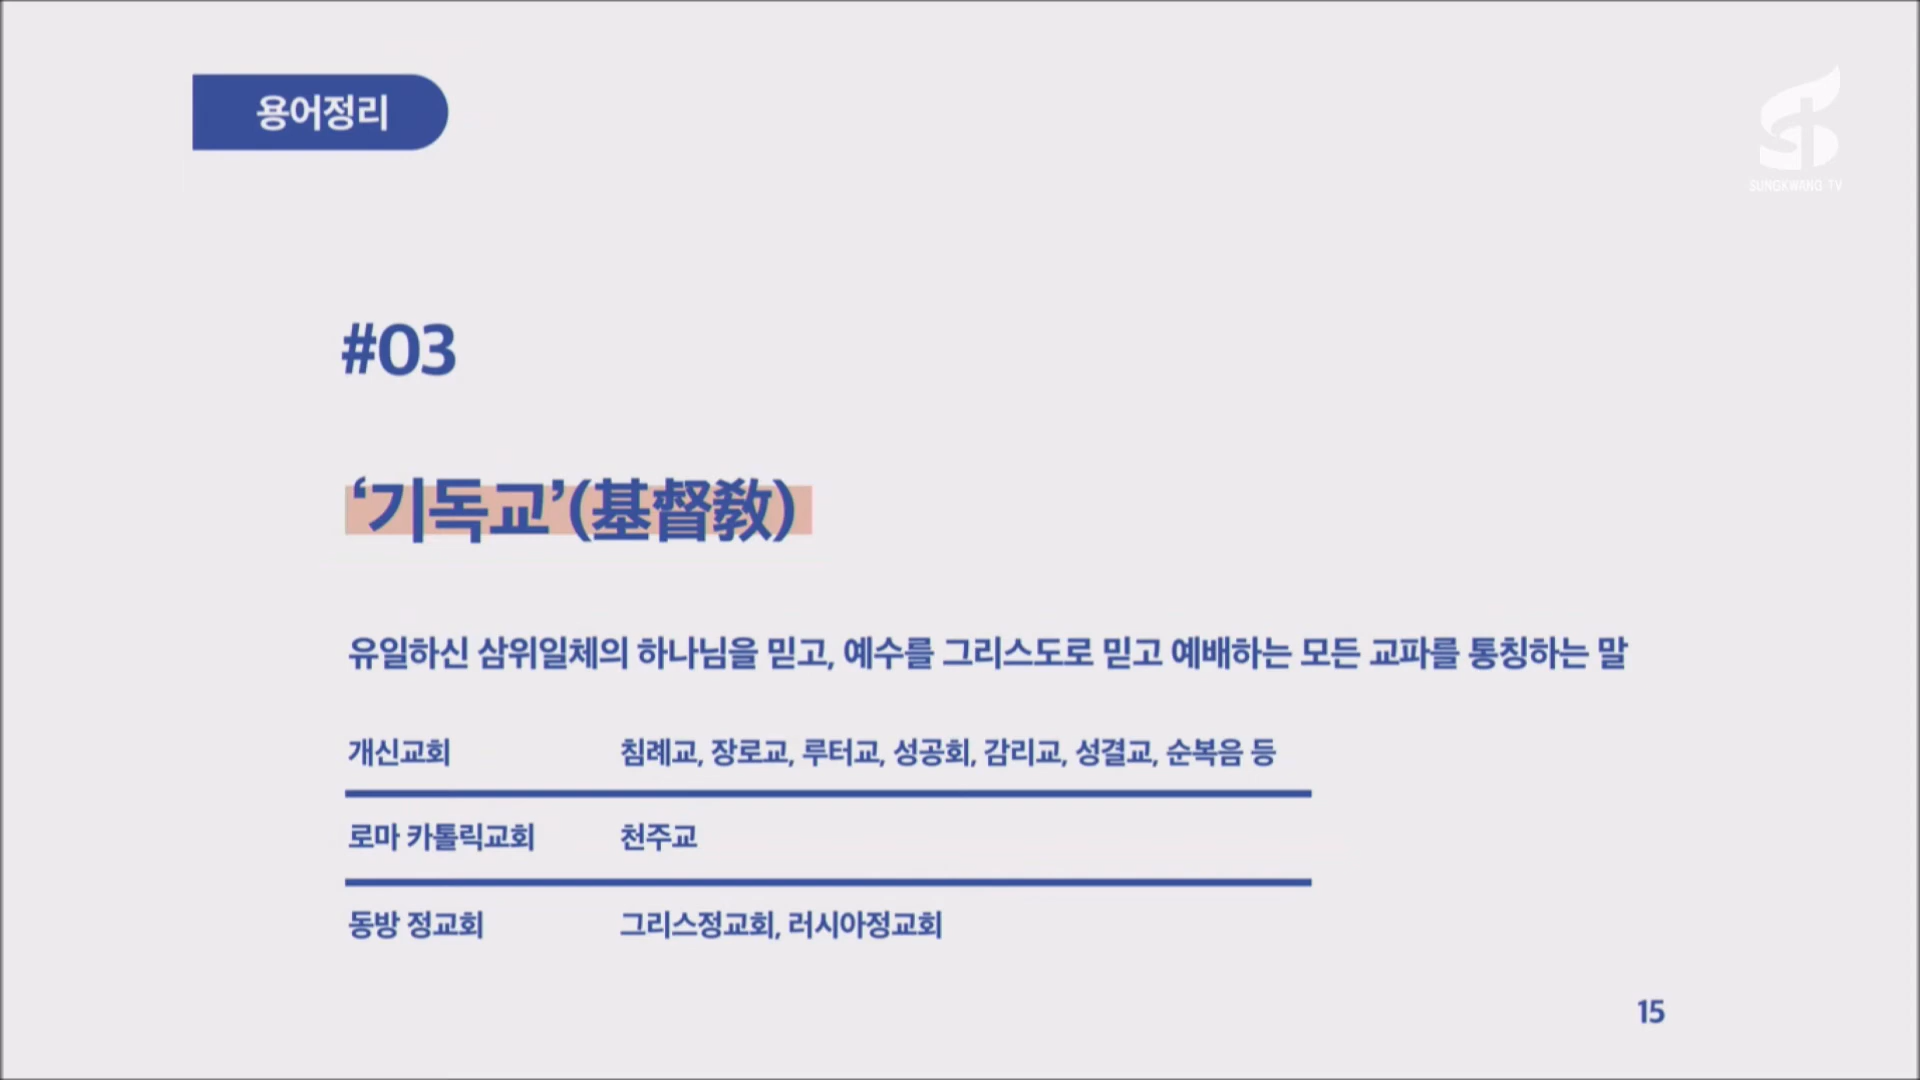 용어정리
SUNGKWANG TV
#03
‘기독교’(基督敎)
유일하신 삼위일체의 하나님을 믿고, 예수를 그리스도로 믿고 예배하는 모든 교파를 통칭하는 말
개신교회 침례교, 장로교, 루터교, 성공회, 감리교, 성결교, 순복음 등
로마 카톨릭교회 천주교
동방 정교회 그리스정교회, 러시아정교회
15